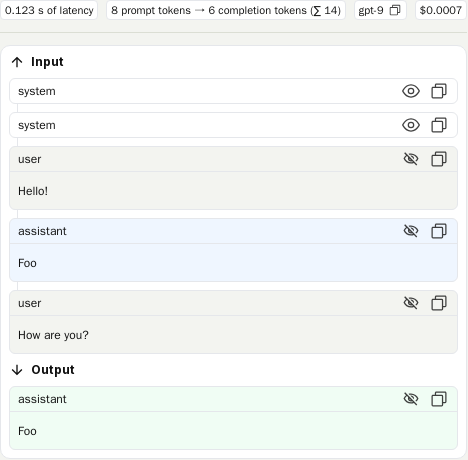 0.123 s of latency 8 prompt tokens → 6 completion tokens (∑ 14) gpt-9 $0.0007
↑ Input
system
system
user
Hello!
assistant
Foo
user
How are you?
↓ Output
assistant
Foo